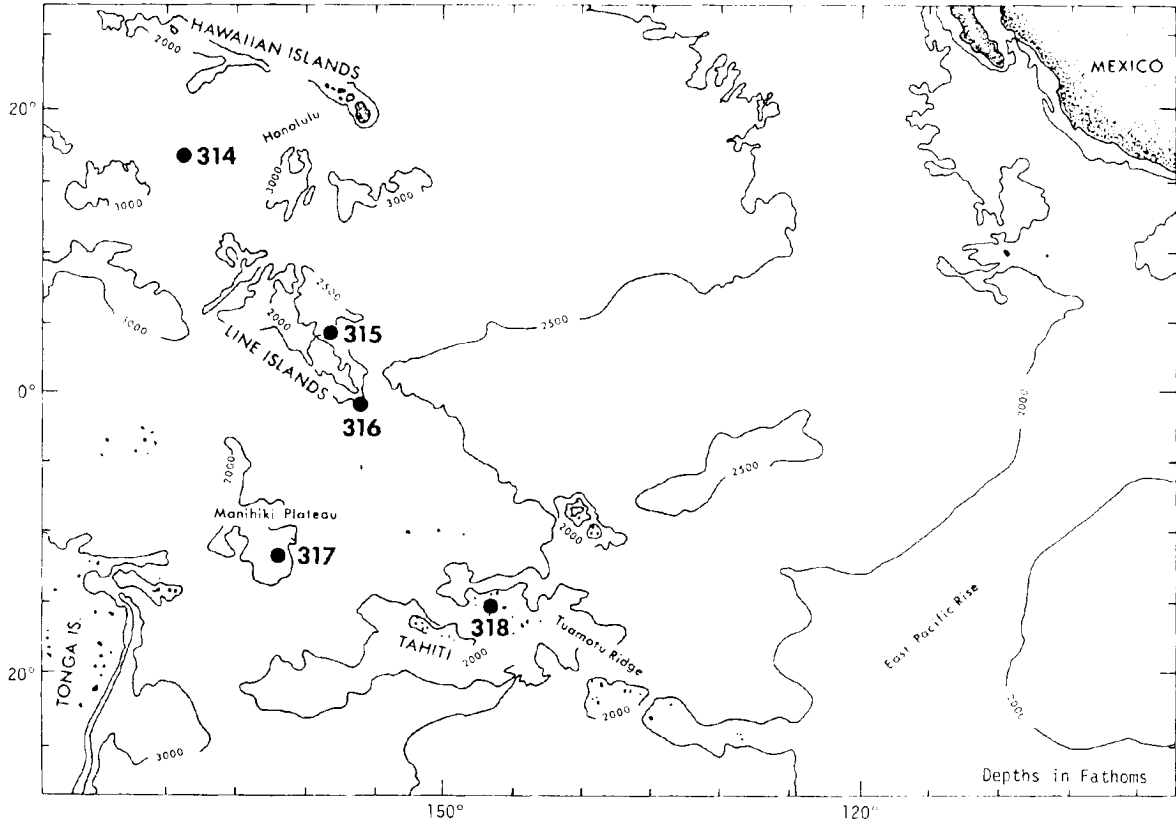 HAWAIIAN ISLANDS
2000
MEXICO
20°
Honolulu
314
3000
3000
3000
2500
3000
2000
315
2500
LINE ISLANDS
0°
2000
316
2000
2500
Manihiki Plateau
317
2000
318
TAHITI
2000
Tuamotu Ridge
East Pacific Rise
TONGA IS.
20°
2000
2000
3000
Depths in Fathoms
150°
120°